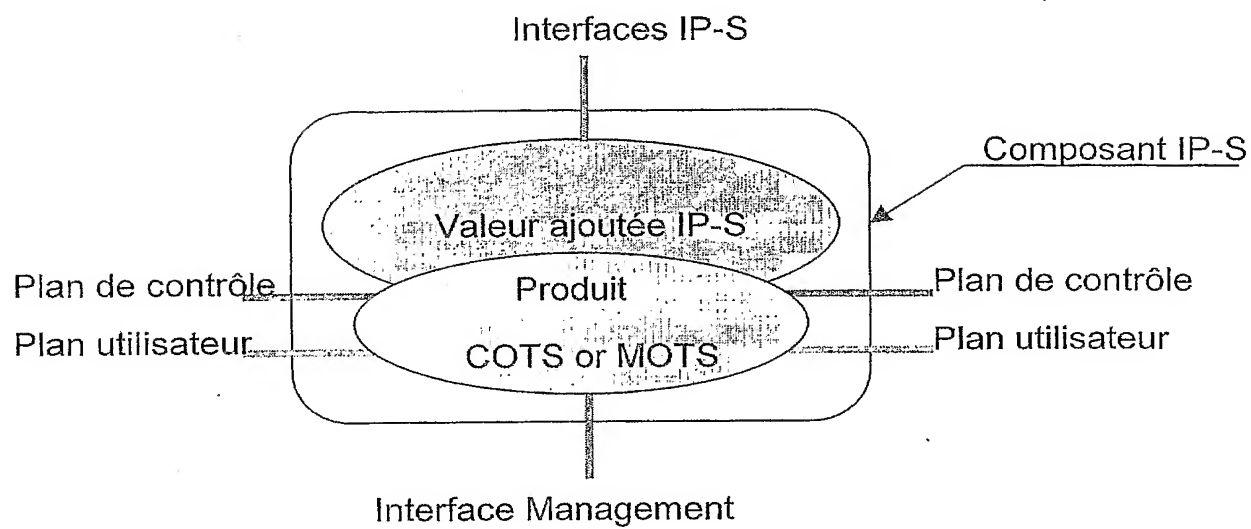 Interfaces IP-S
Composant IP-S
Valeur ajoutée IP-S
Plan de contrôle
Produit
Plan de contrôle
Plan utilisateur
COTS or MOTS
Plan utilisateur
Interface Management